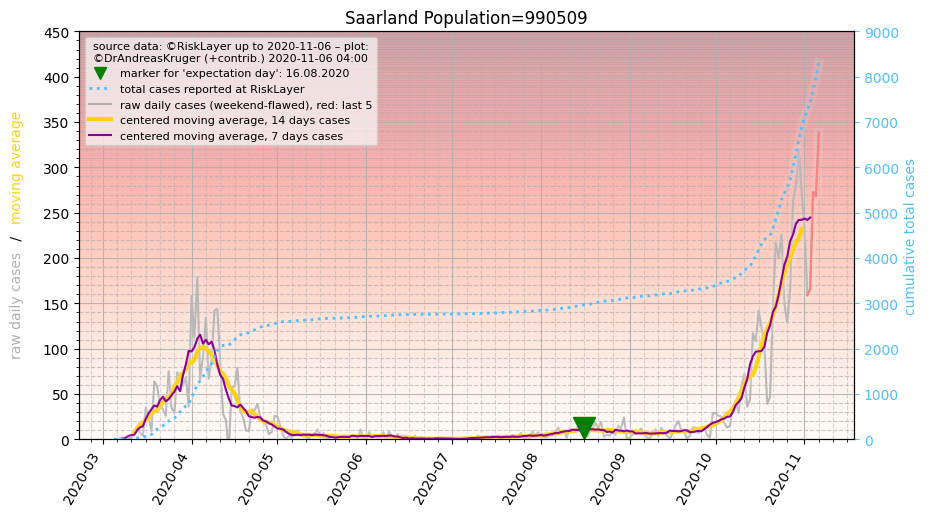 Saarland Population=990509
source data: ©RiskLayer up to 2020-11-06 – plot:
©DrAndreasKruger (+contrib.) 2020-11-06 04:00
marker for 'expectation day': 16.08.2020
total cases reported at RiskLayer
raw daily cases (weekend-flawed), red: last 5
centered moving average, 14 days cases
centered moving average, 7 days cases
raw daily cases / moving average
450
400
350
300
250
200
150
100
50
0
9000
8000
7000
6000
5000
4000
3000
2000
1000
0
cumulative total cases
2020-03
2020-04
2020-05
2020-06
2020-07
2020-08
2020-09
2020-10
2020-11